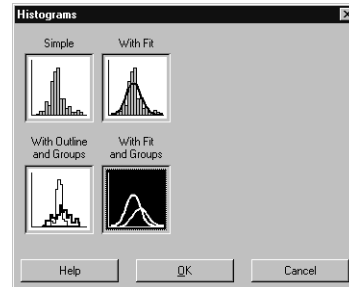 Histograms
Simple
With Fit
With Outline
and Groups
With Fit
and Groups
Help
OK
Cancel